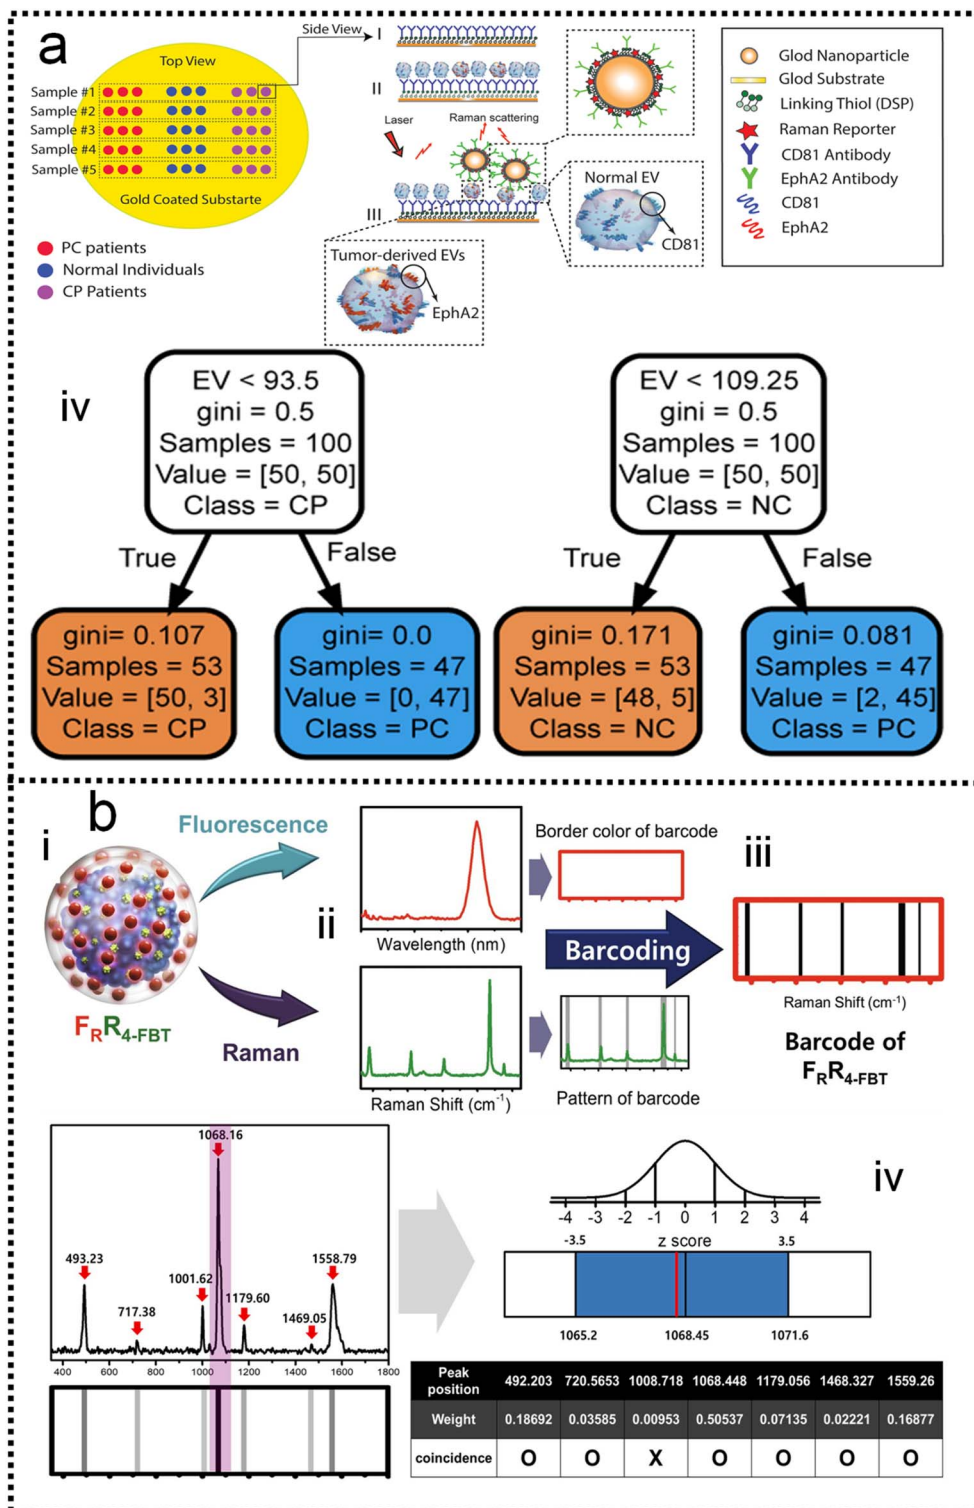 a
Top View
Sample #1
Sample #2
Sample #3
Sample #4
Sample #5
Gold Coated Substarte
PC patients
Normal Individuals
CP Patients
Side View
I
II
Laser
Raman scattering
III
Normal EV
CD81
Tumor-derived EVs
EphA2
Glod Nanoparticle
Glod Substrate
Linking Thiol (DSP)
Raman Reporter
CD81 Antibody
EphA2 Antibody
CD81
EphA2
iv
EV < 93.5
gini = 0.5
Samples = 100
Value = [50, 50]
Class = CP
True
False
gini= 0.107
Samples = 53
Value = [50, 3]
Class = CP
gini= 0.0
Samples = 47
Value = [0, 47]
Class = PC
EV < 109.25
gini = 0.5
Samples = 100
Value = [50, 50]
Class = NC
True
False
gini= 0.171
Samples = 53
Value = [48, 5]
Class = NC
gini= 0.081
Samples = 47
Value = [2, 45]
Class = PC
b
i
FRR4-FBT
Fluorescence
Raman
ii
Wavelength (nm)
Raman Shift (cm-1)
Border color of barcode
Barcoding
Pattern of barcode
iii
Raman Shift (cm-1)
Barcode of
FRR4-FBT
1068.16
493.23
717.38
1001.62
1179.60
1469.05
1558.79
400 600 800 1000 1200 1400 1600 1800
iv
-4 -3 -2 -1 0 1 2 3 4
-3.5 z score 3.5
1065.2 1068.45 1071.6
Peak position 492.203 720.5653 1008.718 1068.448 1179.056 1468.327 1559.26
Weight 0.18692 0.03585 0.00953 0.50537 0.07135 0.02221 0.16877
coincidence O O X O O O O